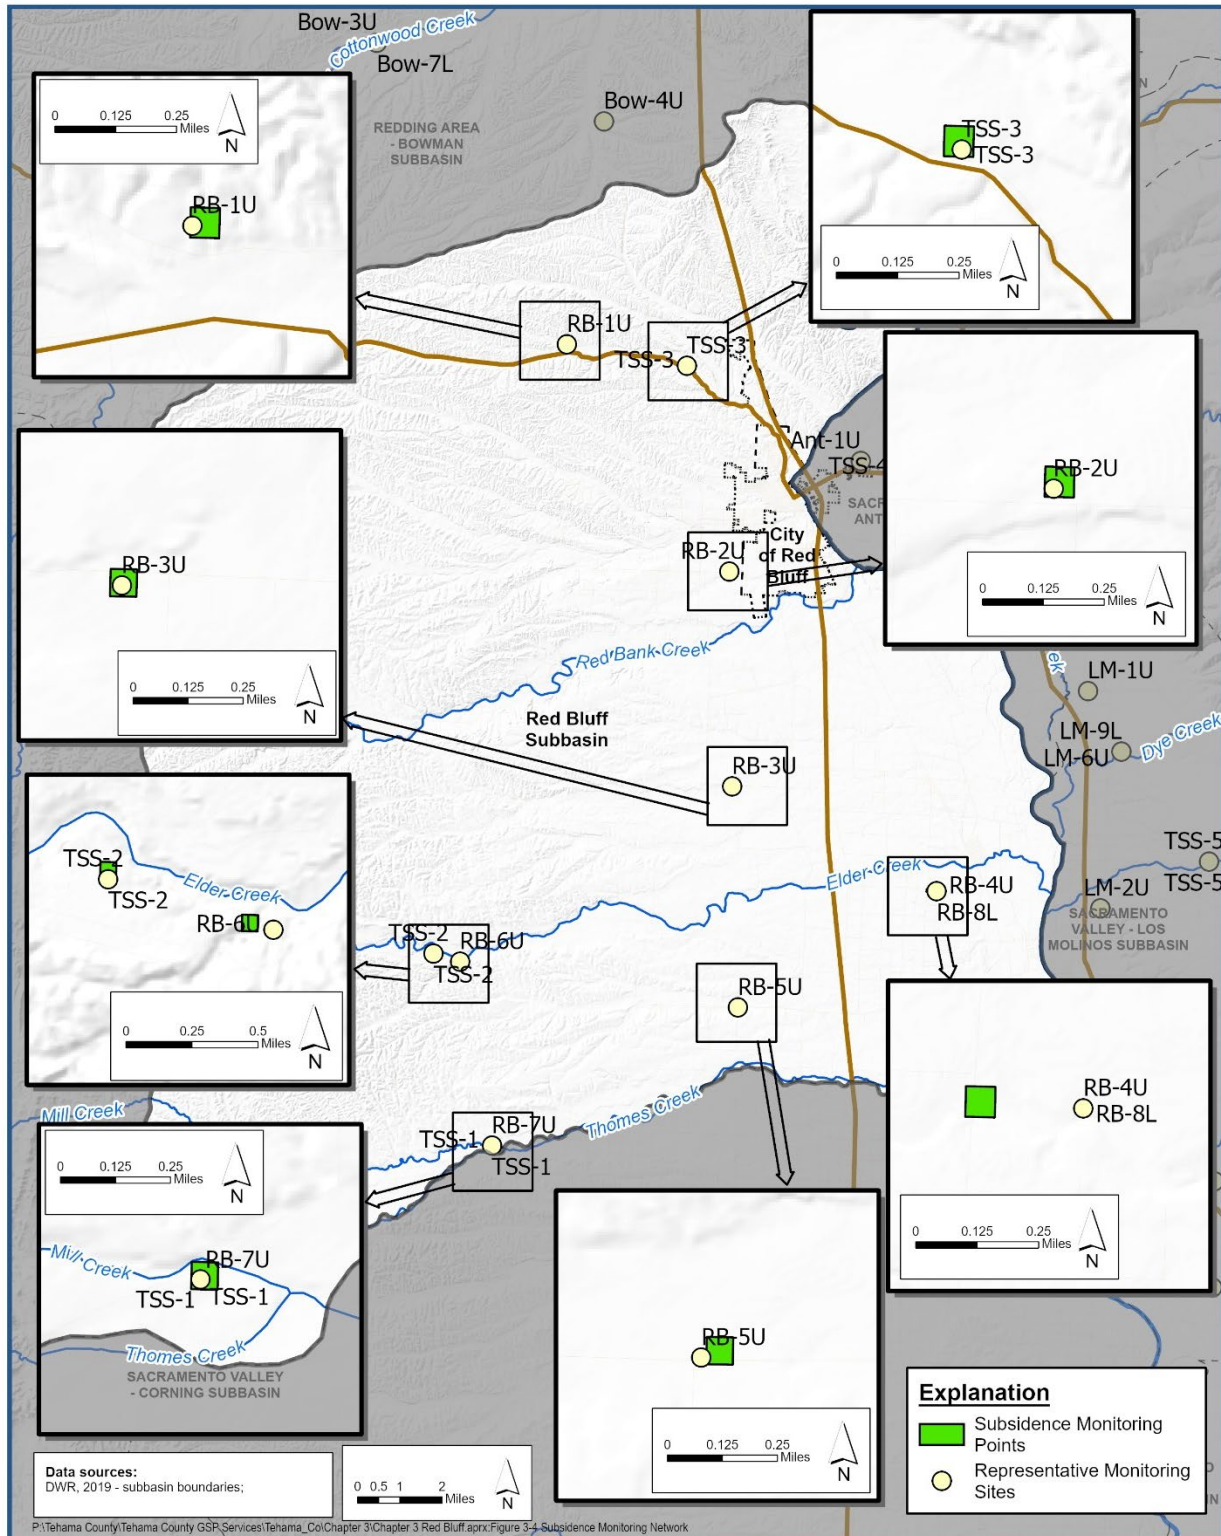 Bow-3U
Cottonwood Creek
Bow-7L
Bow-4U
REDDING AREA
- BOWMAN
SUBBASIN
0 0.125 0.25
Miles
N
RB-1U
TSS-3
TSS-3
0 0.125 0.25
Miles
N
RB-1U
TSS-3
TSS-3
Ant-1U
TSS-4
SACR
ANT
RB-2U
City
of Red
Bluff
RB-2U
0 0.125 0.25
Miles
N
RB-3U
0 0.125 0.25
Miles
N
Red Bank Creek
Red Bluff
Subbasin
RB-3U
ek
LM-1U
LM-9L
LM-6U
Dye Creek
TSS-5
TSS-5
LM-2U
SACRAMENTO
VALLEY - LOS
MOLINOS SUBBASIN
TSS-2
TSS-2
Elder Creek
RB-6U
0 0.25 0.5
Miles
N
Elder Creek
TSS-2
RB-6U
TSS-2
RB-4U
RB-8L
RB-5U
RB-4U
RB-8L
0 0.125 0.25
Miles
N
Mill Creek
Thomes Creek
RB-7U
TSS-1
TSS-1
0 0.125 0.25
Miles
N
Mill Creek
RB-7U
TSS-1
TSS-1
Thomes Creek
SACRAMENTO VALLEY
- CORNING SUBBASIN
RB-5U
0 0.125 0.25
Miles
N
Explanation
Subsidence Monitoring
Points
Representative Monitoring
Sites
Data sources:
DWR, 2019 - subbasin boundaries;
0 0.5 1 2
Miles
P:\Tehama County\Tehama County GSP Services\Tehama_Co\Chapter 3\Chapter 3 Red Bluff.aprx:Figure 3-4 Subsidence Monitoring Network